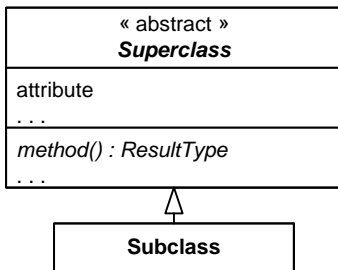 « abstract »
Superclass
attribute
. . .
method() : ResultType
. . .
Subclass